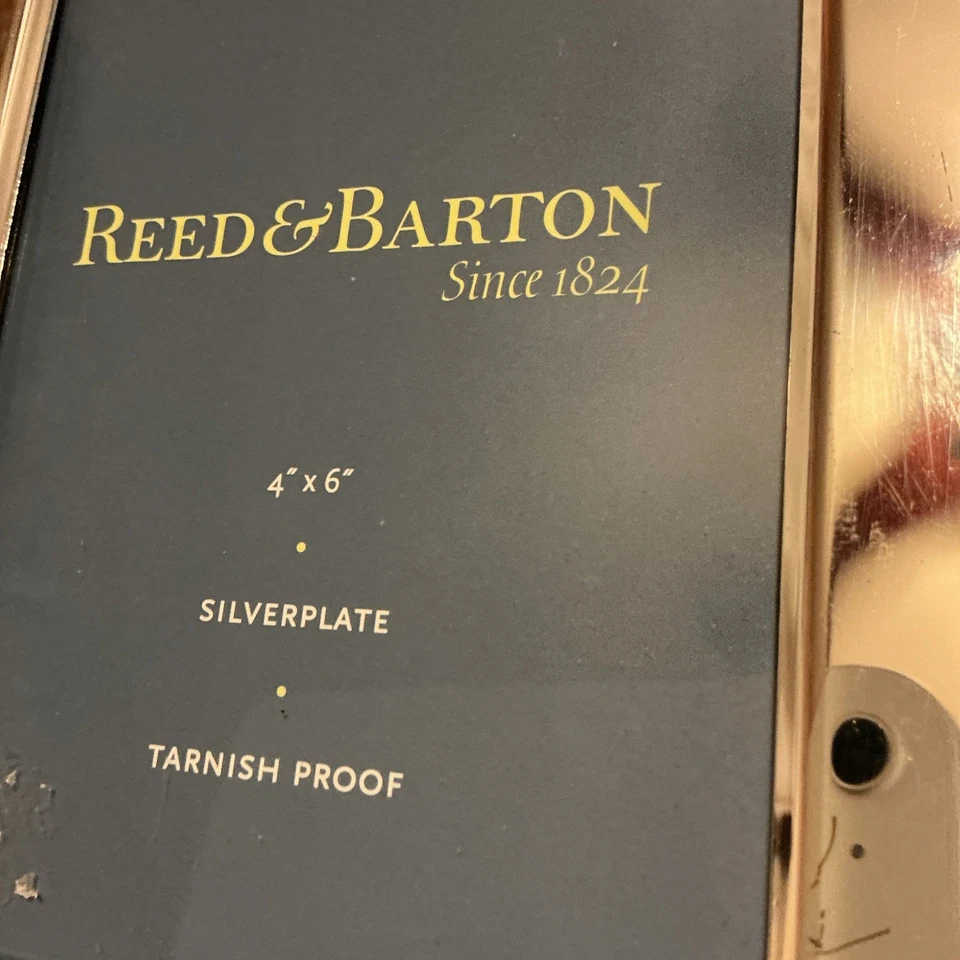 REED & BARTON
Since 1824
4" x 6"
•
SILVERPLATE
•
TARNISH PROOF